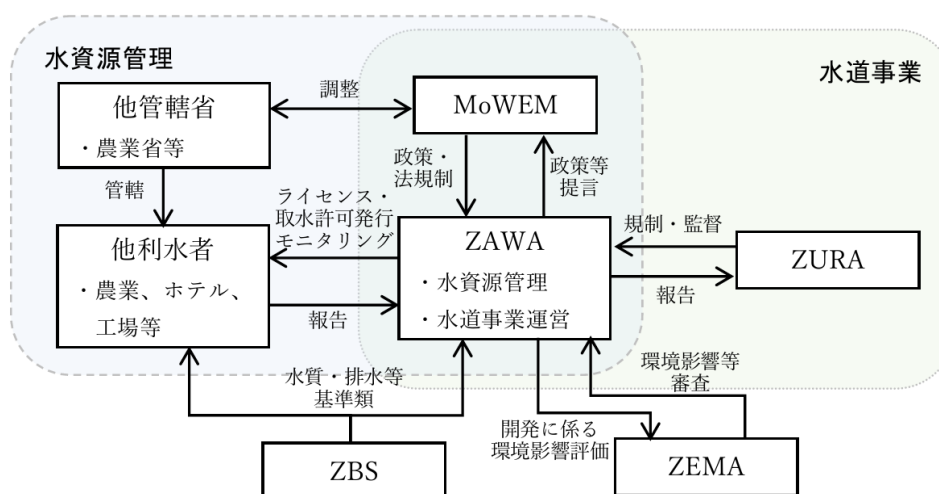 水資源管理
水道事業
他管轄省
・農業省等
調整
MoWEM
管轄
政策・
法規制
政策等
提言
ライセンス・
取水許可発行
モニタリング
他利水者
・農業、ホテル、
工場等
報告
ZAWA
・水資源管理
・水道事業運営
規制・監督
報告
ZURA
水質・排水等
基準類
環境影響等
審査
開発に係る
環境影響評価
ZBS
ZEMA